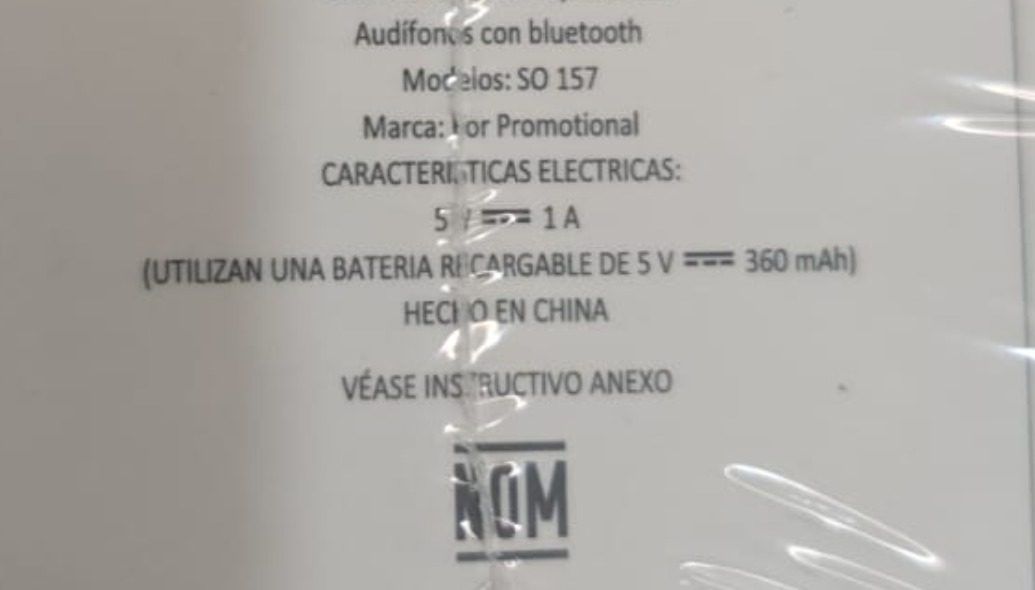 Audífonos con bluetooth
Modelos: SO 157
Marca: For Promotional
CARACTERISTICAS ELECTRICAS:
5 V ⎓ 1 A
(UTILIZAN UNA BATERIA RECARGABLE DE 5 V ⎓ 360 mAh)
HECHO EN CHINA
VÉASE INSTRUCTIVO ANEXO
NOM